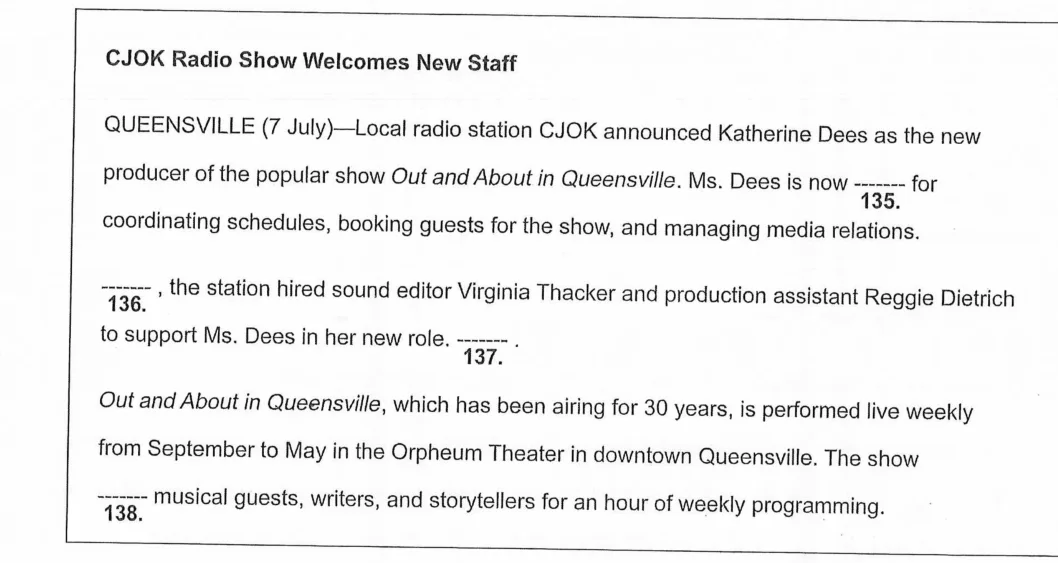 CJOK Radio Show Welcomes New Staff
QUEENSVILLE (7 July)—Local radio station CJOK announced Katherine Dees as the new
producer of the popular show Out and About in Queensville. Ms. Dees is now ------- for
135.
coordinating schedules, booking guests for the show, and managing media relations.
------- , the station hired sound editor Virginia Thacker and production assistant Reggie Dietrich
136.
to support Ms. Dees in her new role. ------- .
137.
Out and About in Queensville, which has been airing for 30 years, is performed live weekly
from September to May in the Orpheum Theater in downtown Queensville. The show
------- musical guests, writers, and storytellers for an hour of weekly programming.
138.